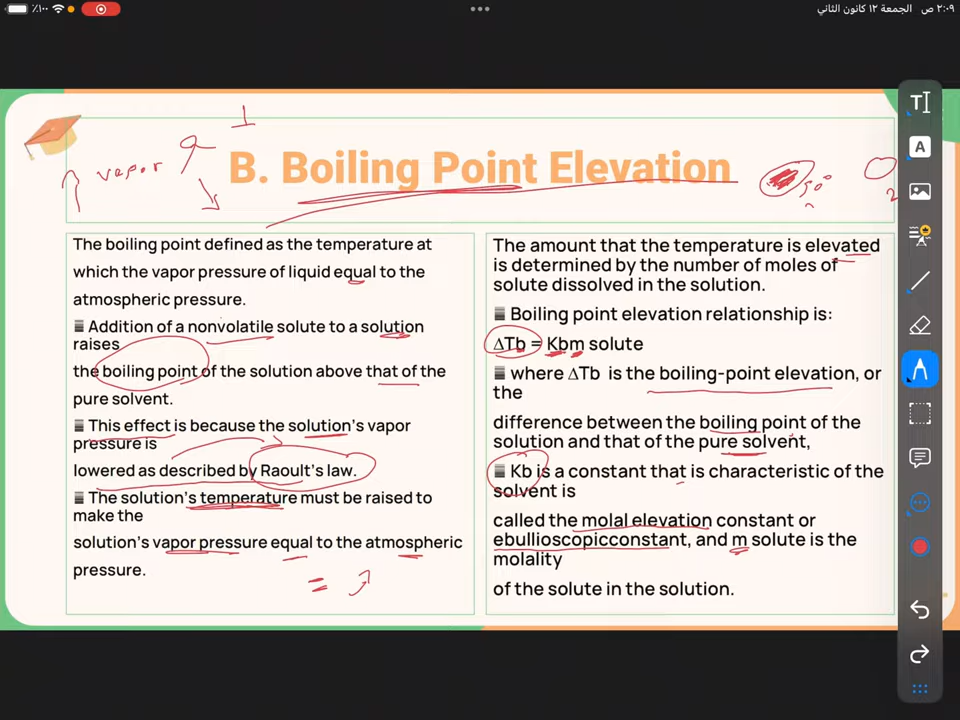 ٪١٠٠
٢:٠٩ ص الجمعة ١٢ كانون الثاني
vapor
B. Boiling Point Elevation
50°
2
The boiling point defined as the temperature at
which the vapor pressure of liquid equal to the
atmospheric pressure.
Addition of a nonvolatile solute to a solution
raises
the boiling point of the solution above that of the
pure solvent.
This effect is because the solution's vapor
pressure is
lowered as described by Raoult's law.
The solution's temperature must be raised to
make the
solution's vapor pressure equal to the atmospheric
pressure.
=
The amount that the temperature is elevated
is determined by the number of moles of
solute dissolved in the solution.
Boiling point elevation relationship is:
∆Tb = Kbm solute
where ∆Tb is the boiling-point elevation, or
the
difference between the boiling point of the
solution and that of the pure solvent,
Kb is a constant that is characteristic of the
solvent is
called the molal elevation constant or
ebullioscopicconstant, and m solute is the
molality
of the solute in the solution.
T
A